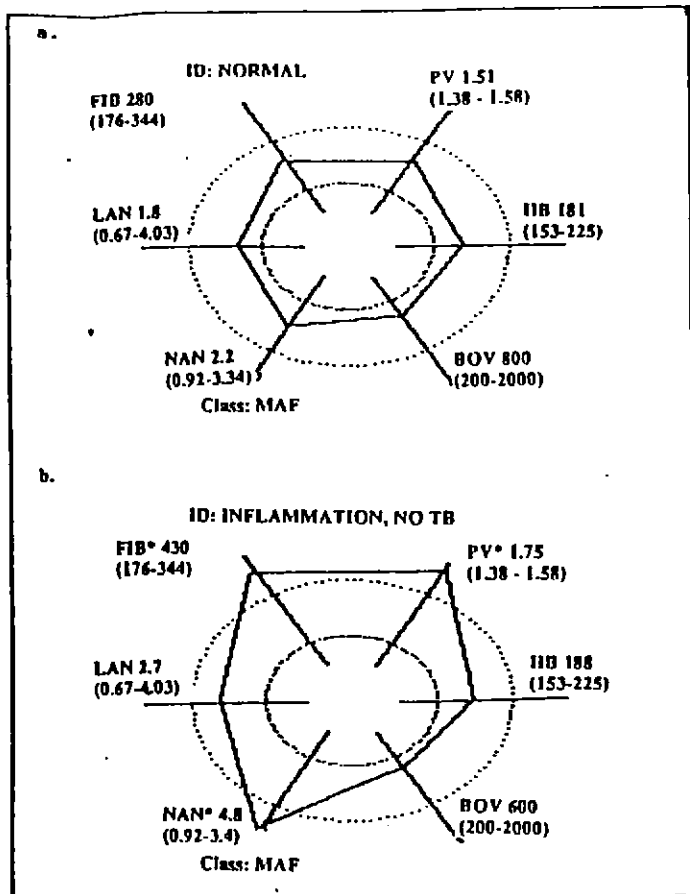 a.
ID: NORMAL
FIB 280
(176-344)
PV 1.51
(1.38 - 1.58)
LAN 1.8
(0.67-4.03)
HB 181
(153-225)
NAN 2.2
(0.92-3.34)
BOV 800
(200-2000)
Class: MAF
b.
ID: INFLAMMATION, NO TB
FIB* 430
(176-344)
PV* 1.75
(1.38 - 1.58)
LAN 2.7
(0.67-4.03)
HB 188
(153-225)
NAN* 4.8
(0.92-3.4)
BOV 600
(200-2000)
Class: MAF